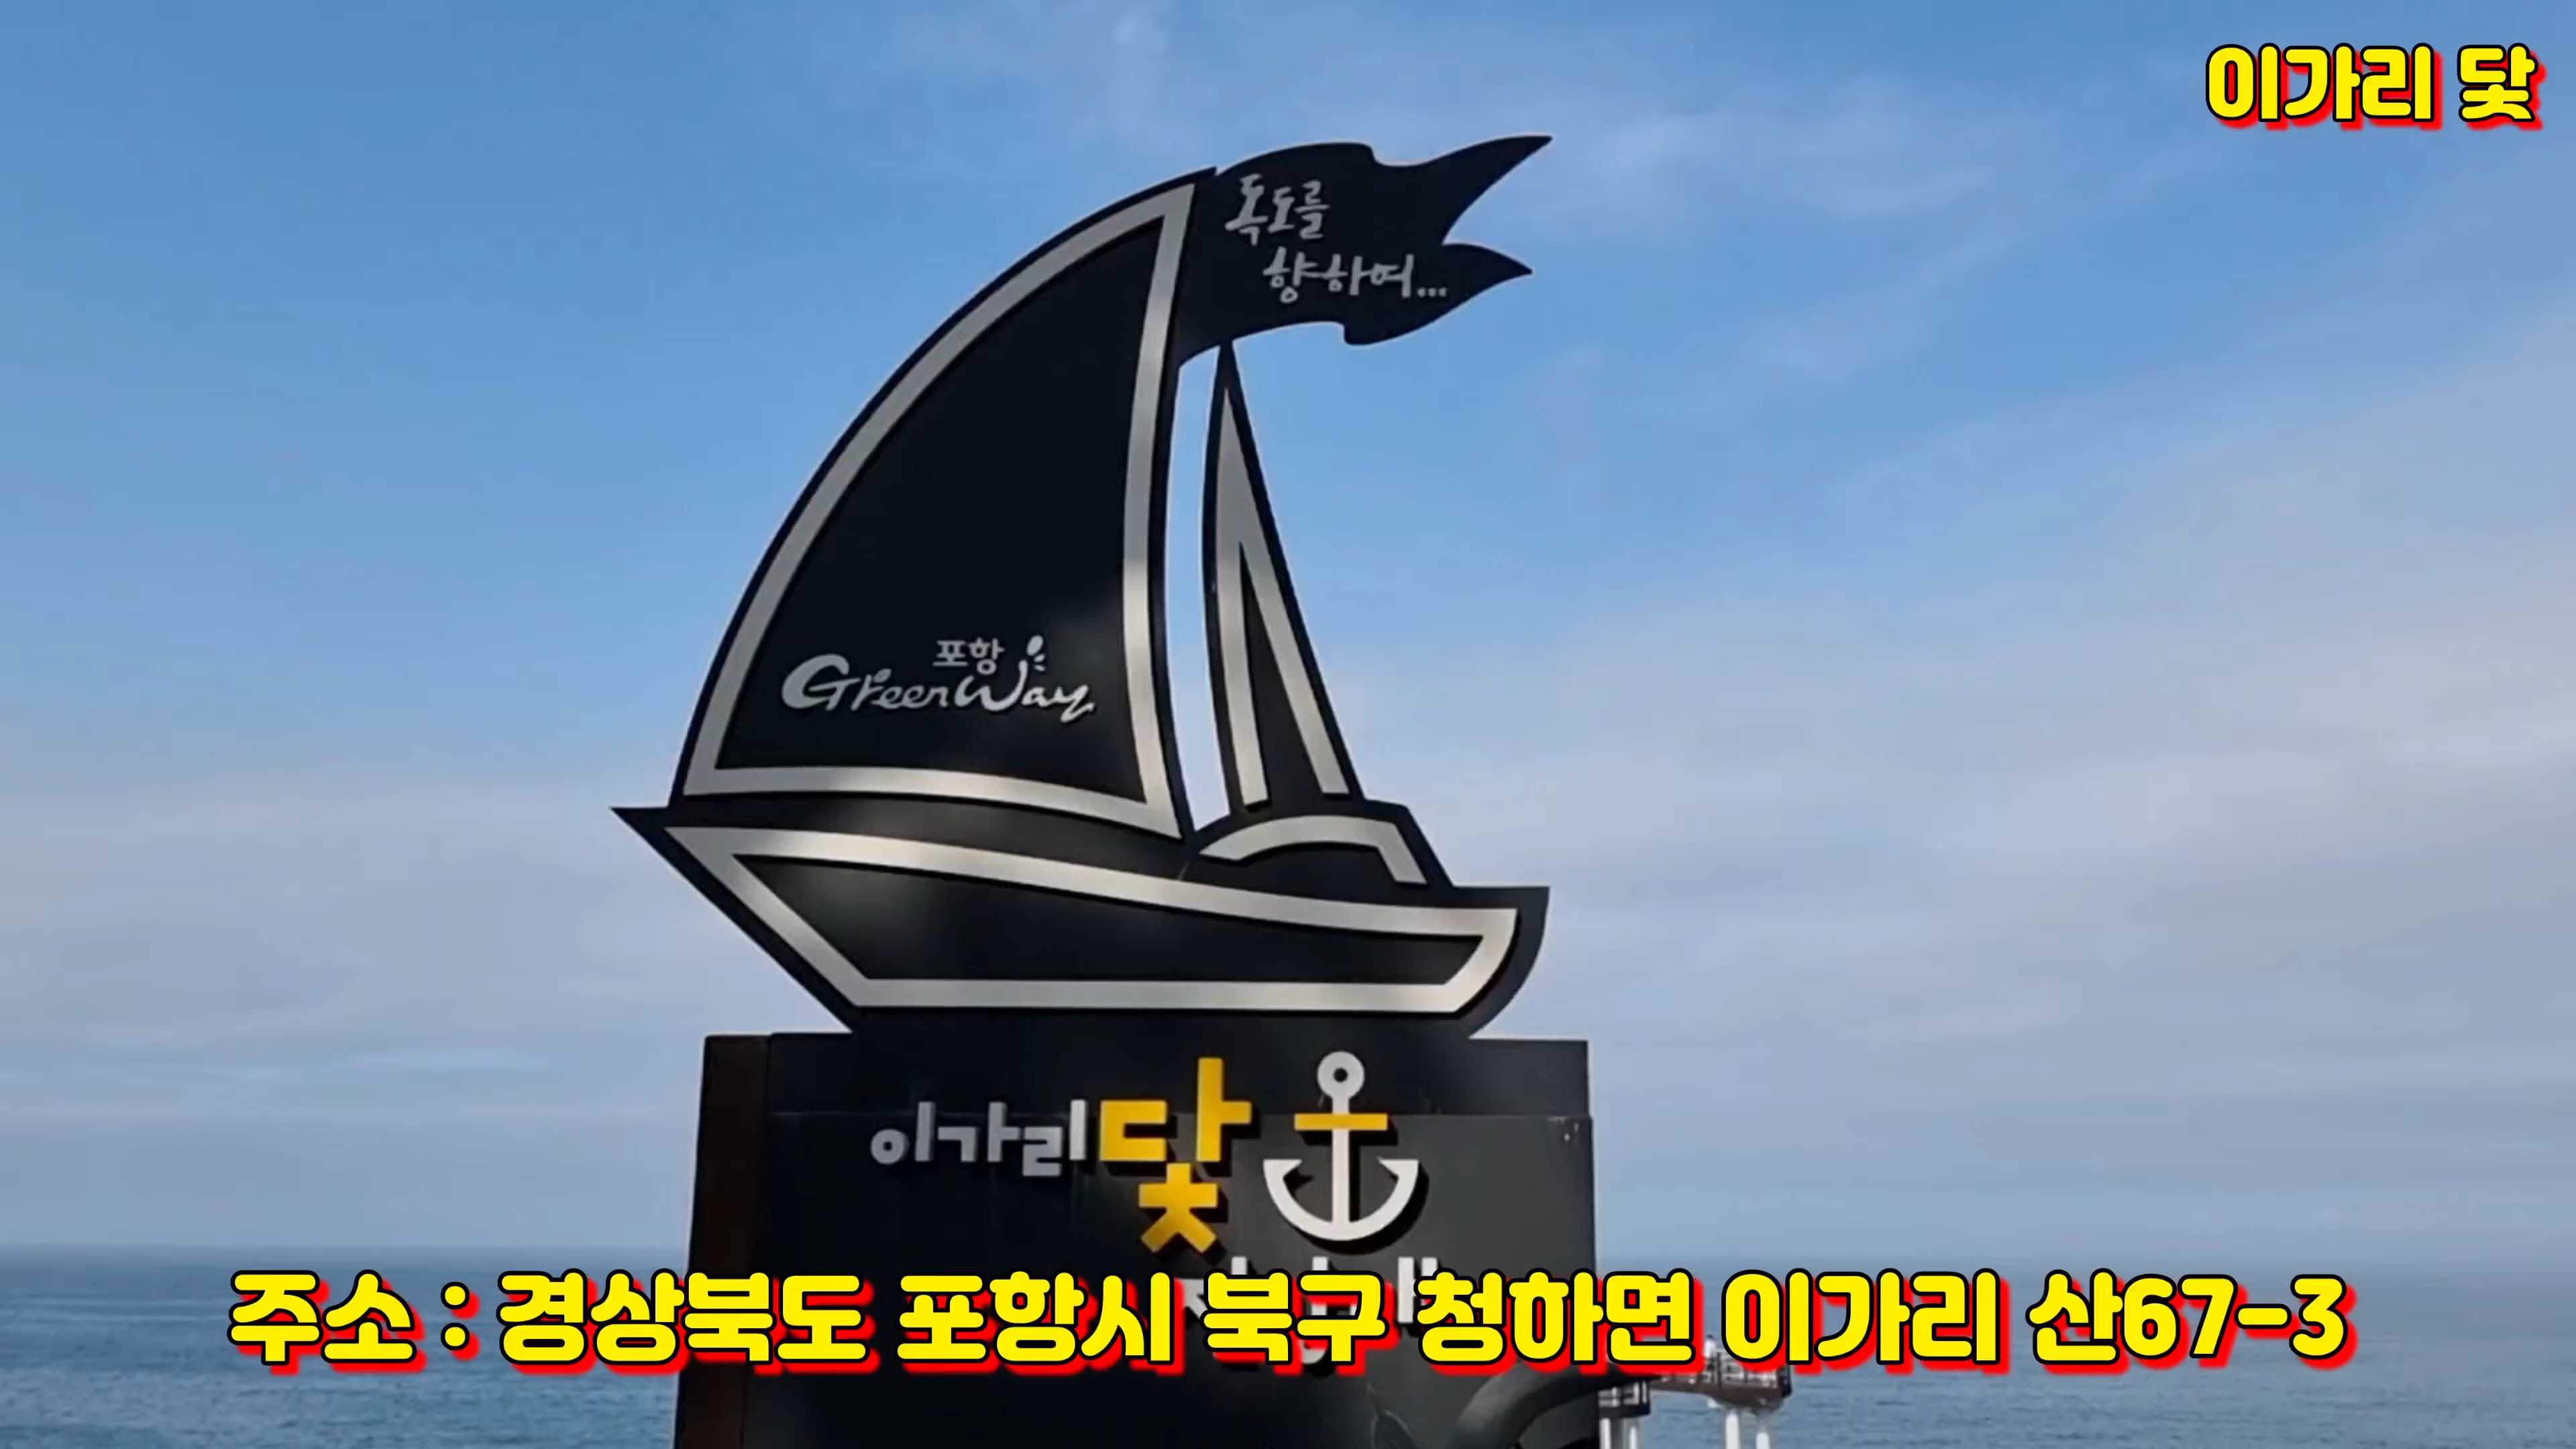 이가리 닻
독도를
향하여...
포항
GreenWay
이가리닻
주소 : 경상북도 포항시 북구 청하면 이가리 산67-3